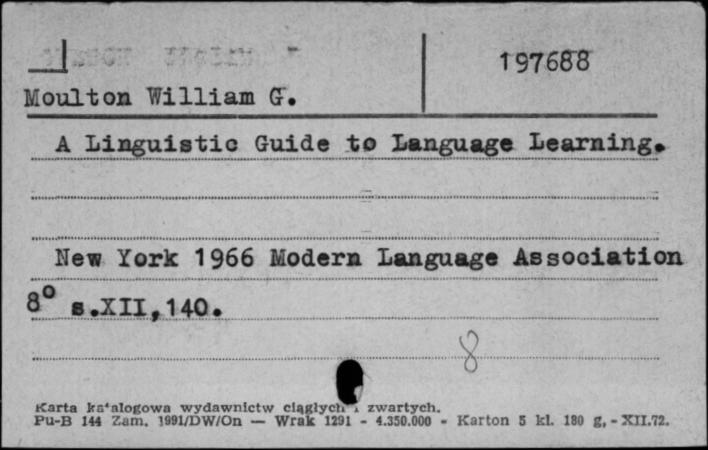 197688
Moulton William G.
A Linguistic Guide to Language Learning.
New York 1966 Modern Language Association
8° s.XII,140.
8
Karta katalogowa wydawnictw ciągłych i zwartych.
Pu-B 144 Zam. 1991/DW/On — Wrak 1291 - 4.350.000 - Karton 5 kl. 180 g, - XII.72.